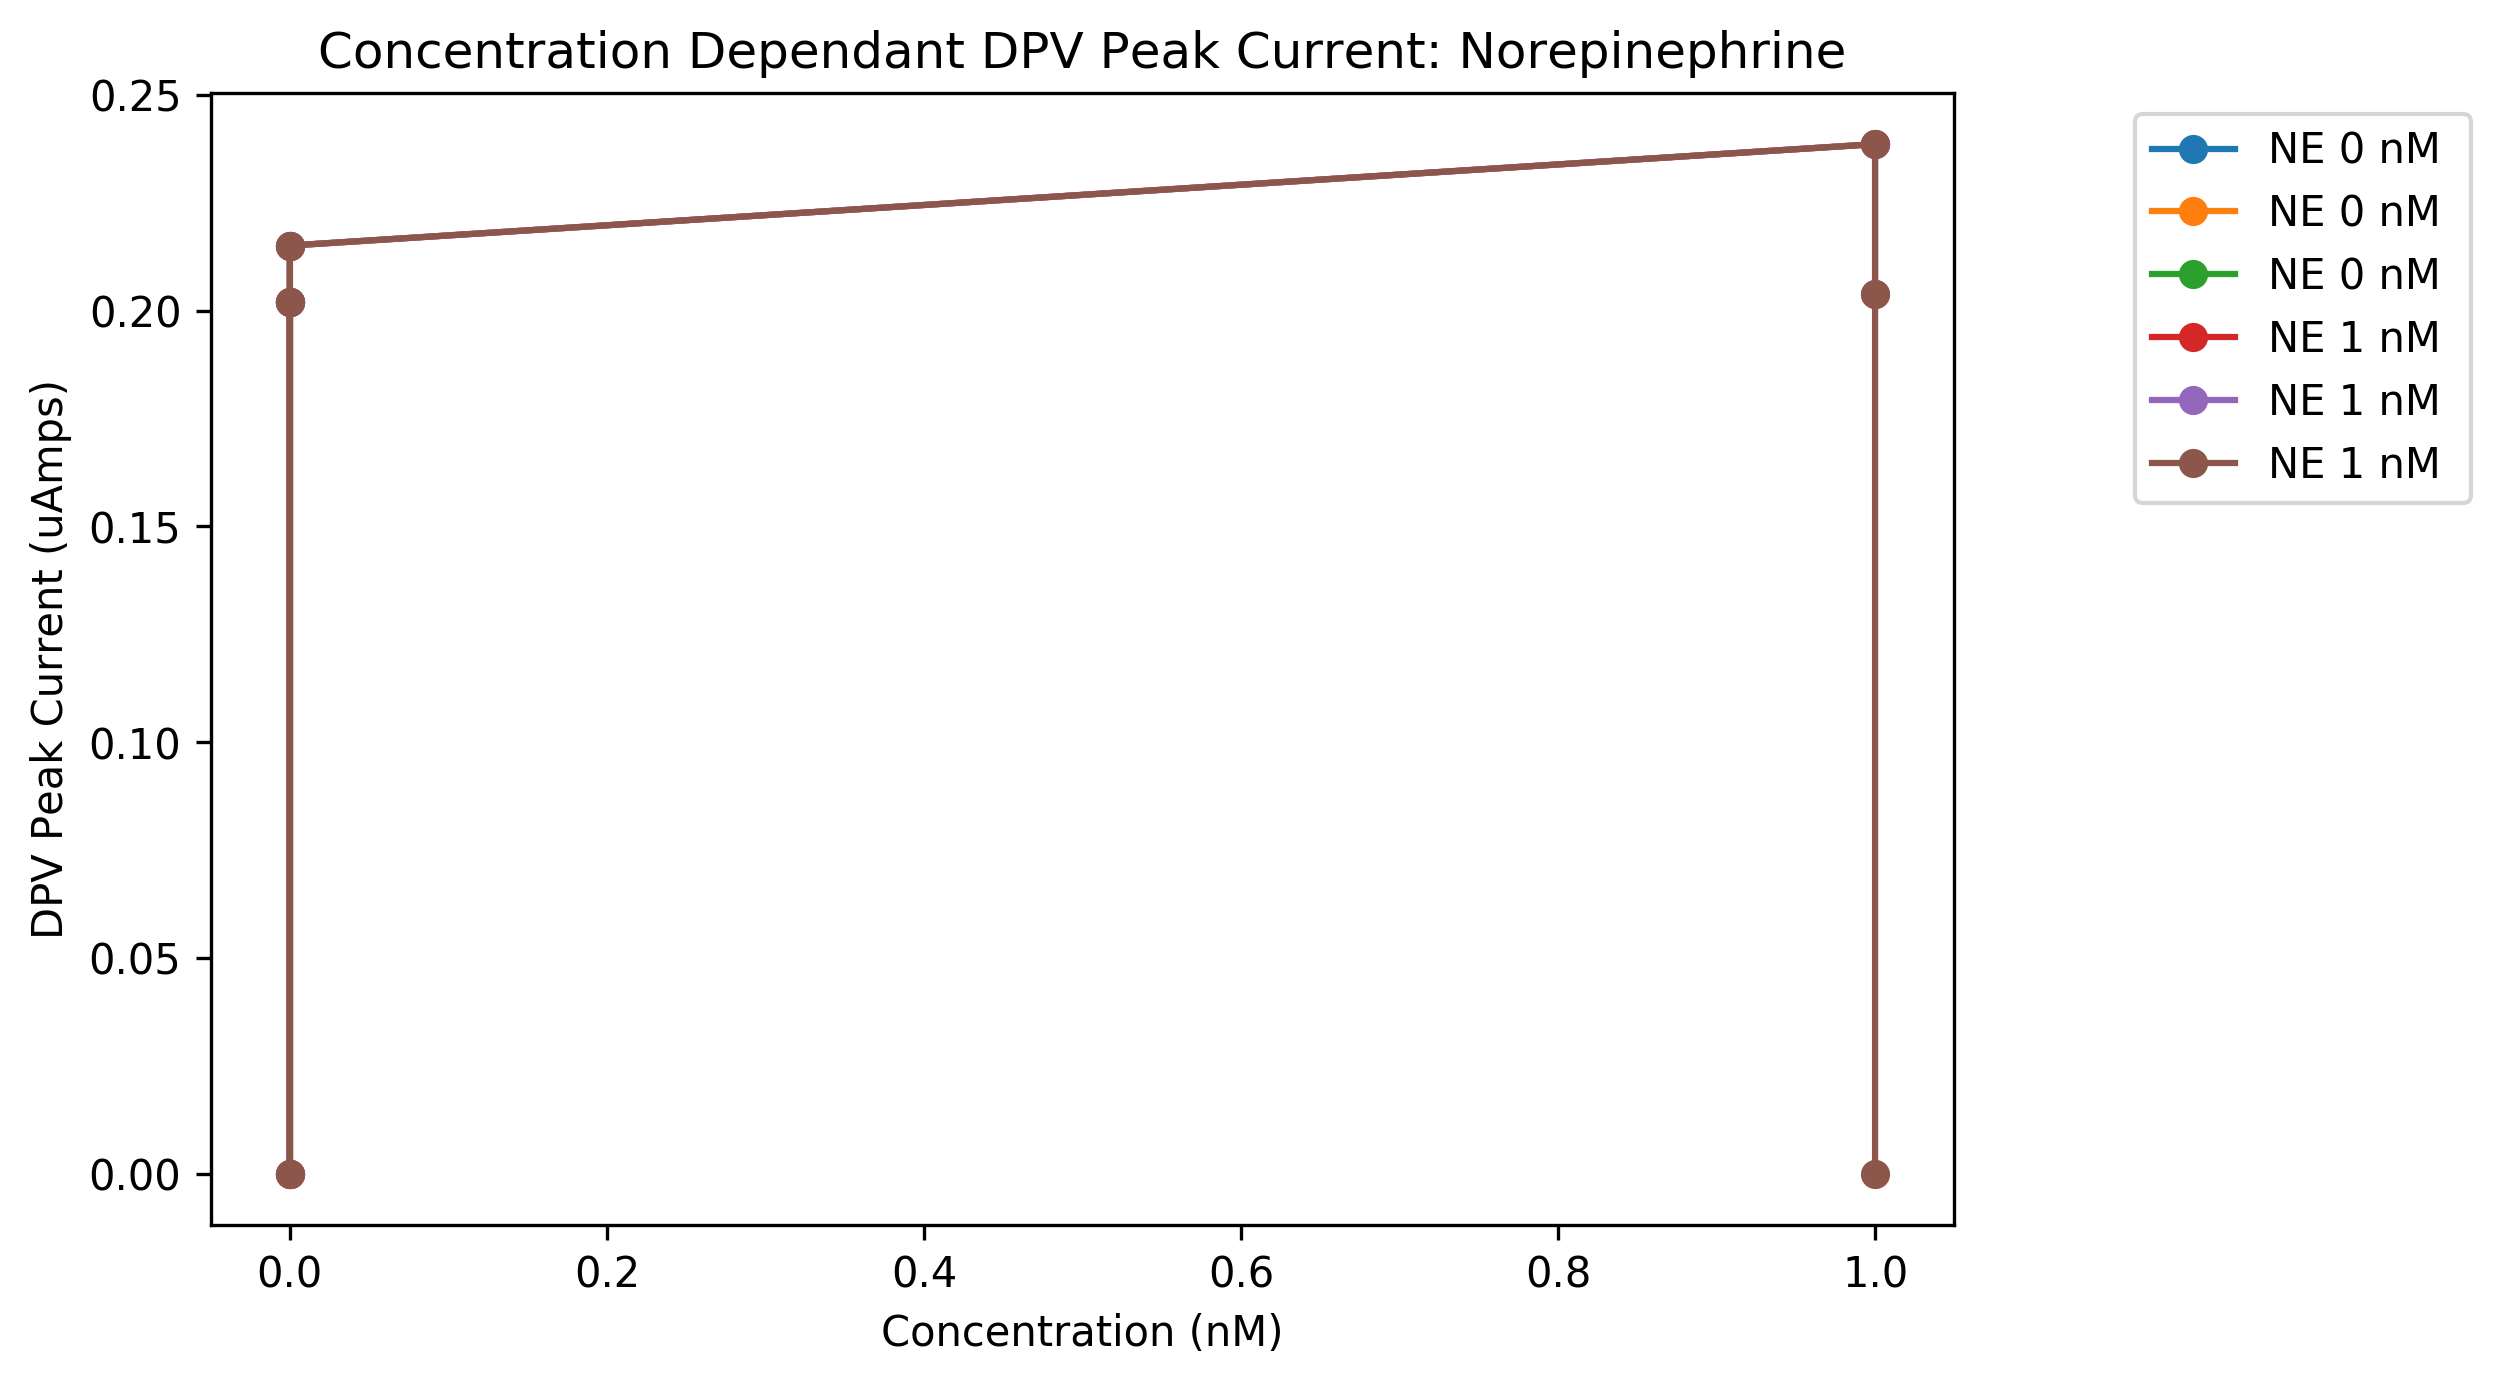 Concentration Dependant DPV Peak Current: Norepinephrine
DPV Peak Current (uAmps)
0.25
0.20
0.15
0.10
0.05
0.00
0.0 0.2 0.4 0.6 0.8 1.0
Concentration (nM)
NE 0 nM
NE 0 nM
NE 0 nM
NE 1 nM
NE 1 nM
NE 1 nM